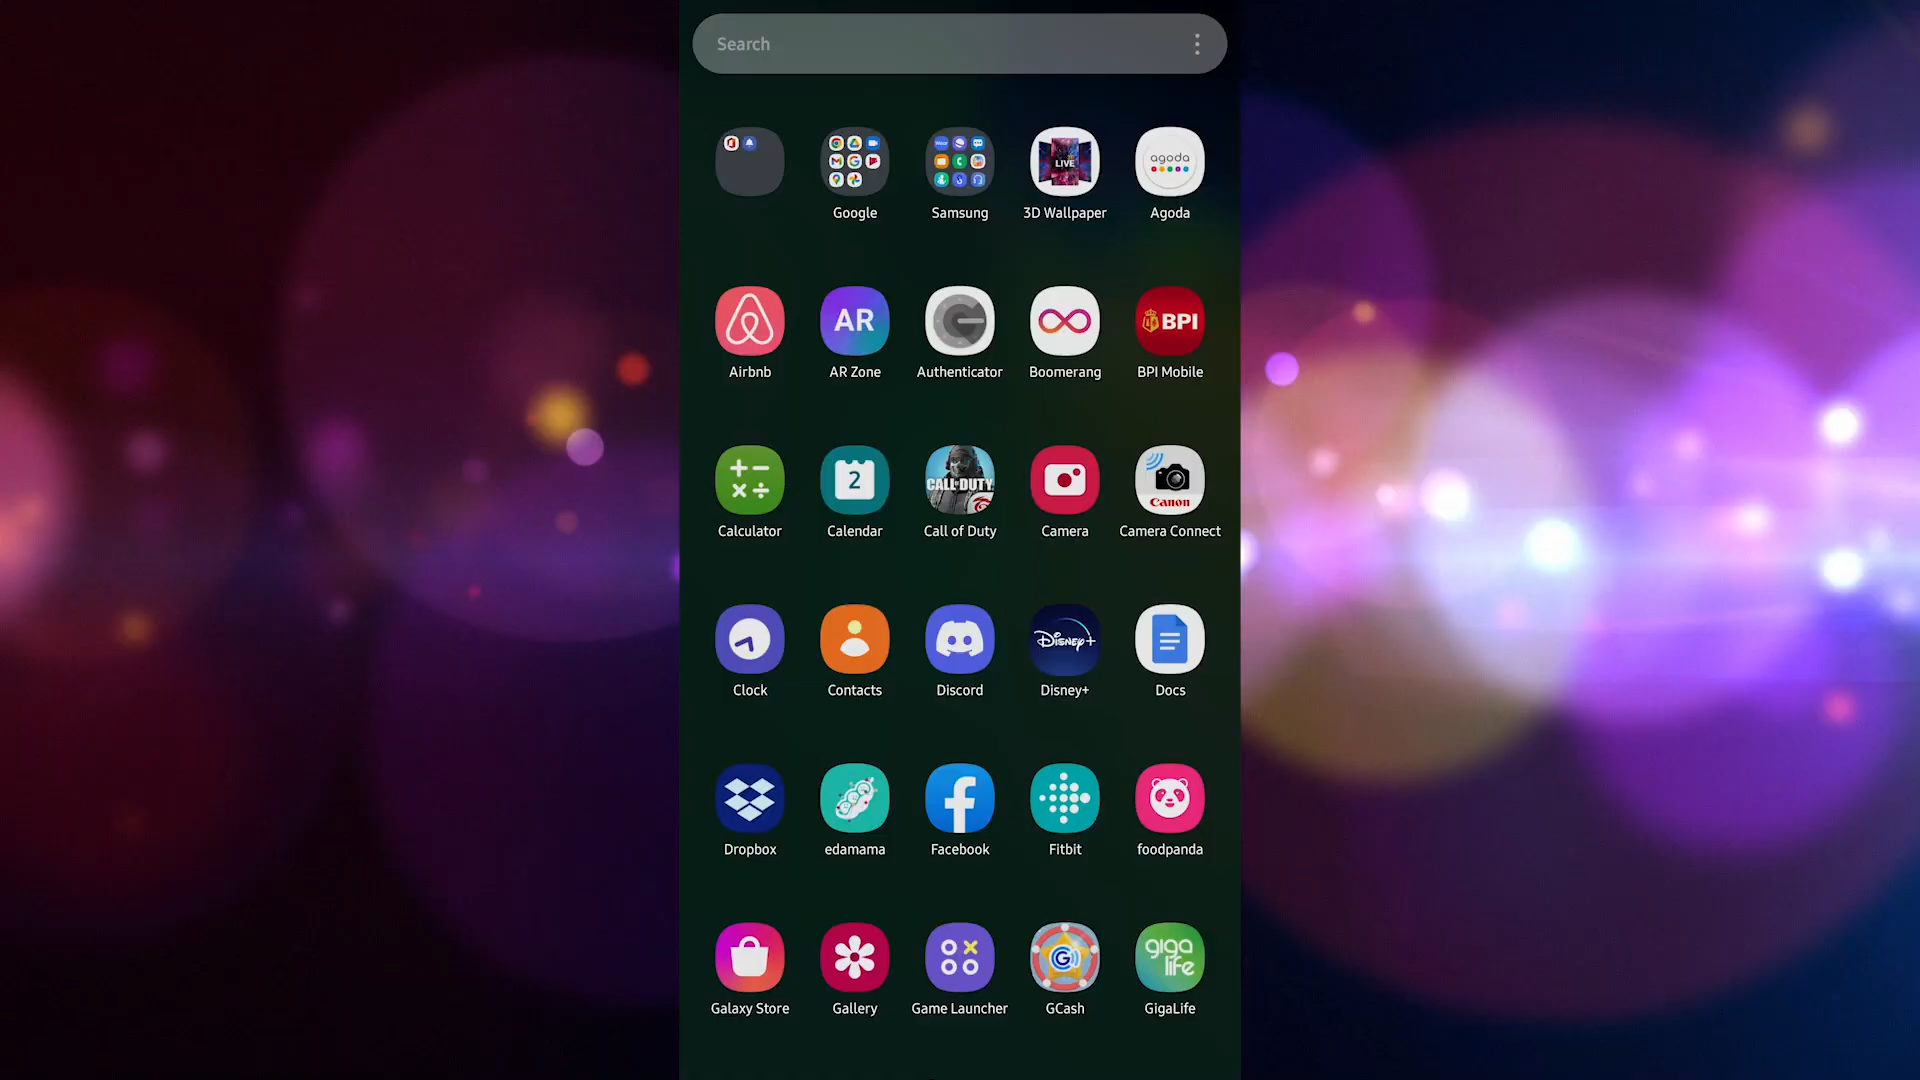 Search
LIVE
agoda
Google
Samsung
3D Wallpaper
Agoda
AR
BPI
Airbnb
AR Zone
Authenticator
Boomerang
BPI Mobile
2
CALL OF DUTY
Canon
Calculator
Calendar
Call of Duty
Camera
Camera Connect
Disney+
Clock
Contacts
Discord
Disney+
Docs
Dropbox
edamama
Facebook
Fitbit
foodpanda
G
giga
life
Galaxy Store
Gallery
Game Launcher
GCash
GigaLife